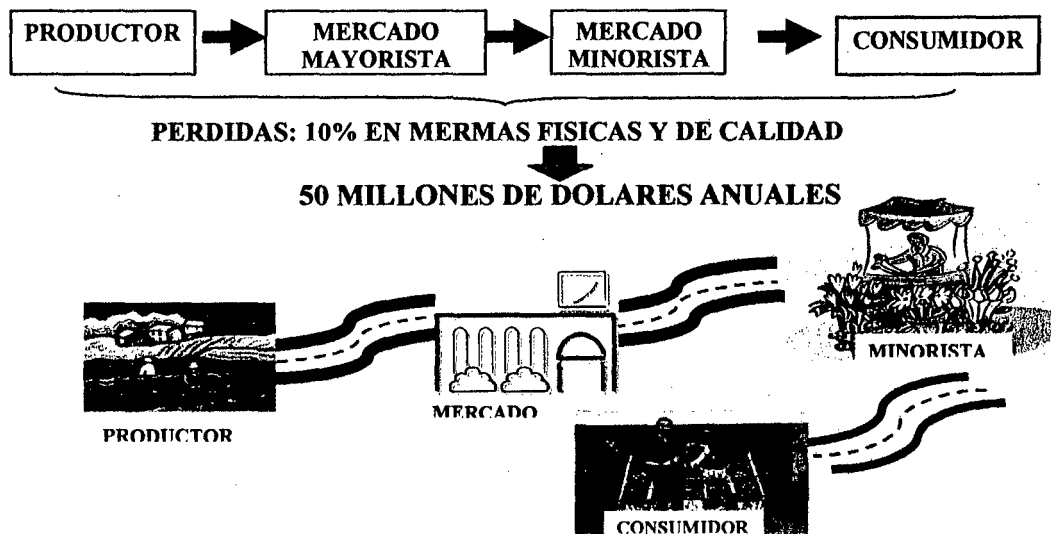 PRODUCTOR
MERCADO
MAYORISTA
MERCADO
MINORISTA
CONSUMIDOR
PERDIDAS: 10% EN MERMAS FISICAS Y DE CALIDAD
50 MILLONES DE DOLARES ANUALES
MINORISTA
MERCADO
PRODUCTOR
CONSUMIDOR